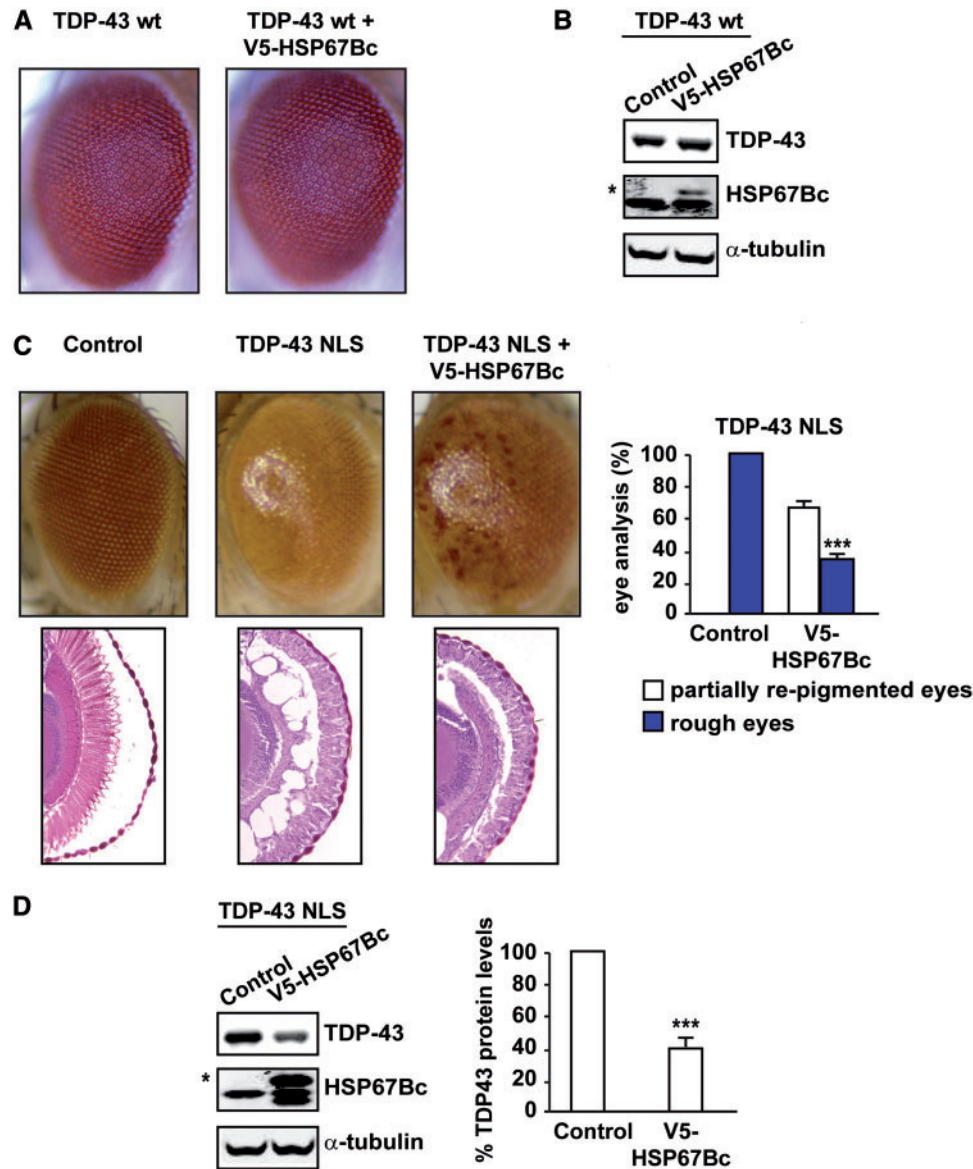 A
TDP-43 wt
TDP-43 wt +
V5-HSP67Bc
B
TDP-43 wt
Control
V5-HSP67Bc
TDP-43
*
HSP67Bc
α-tubulin
C
Control
TDP-43 NLS
TDP-43 NLS +
V5-HSP67Bc
TDP-43 NLS
eye analysis (%)
100
80
60
40
20
0
***
Control
V5-
HSP67Bc
partially re-pigmented eyes
rough eyes
D
TDP-43 NLS
Control
V5-HSP67Bc
TDP-43
*
HSP67Bc
α-tubulin
% TDP43 protein levels
100
80
60
40
20
0
***
Control
V5-
HSP67Bc